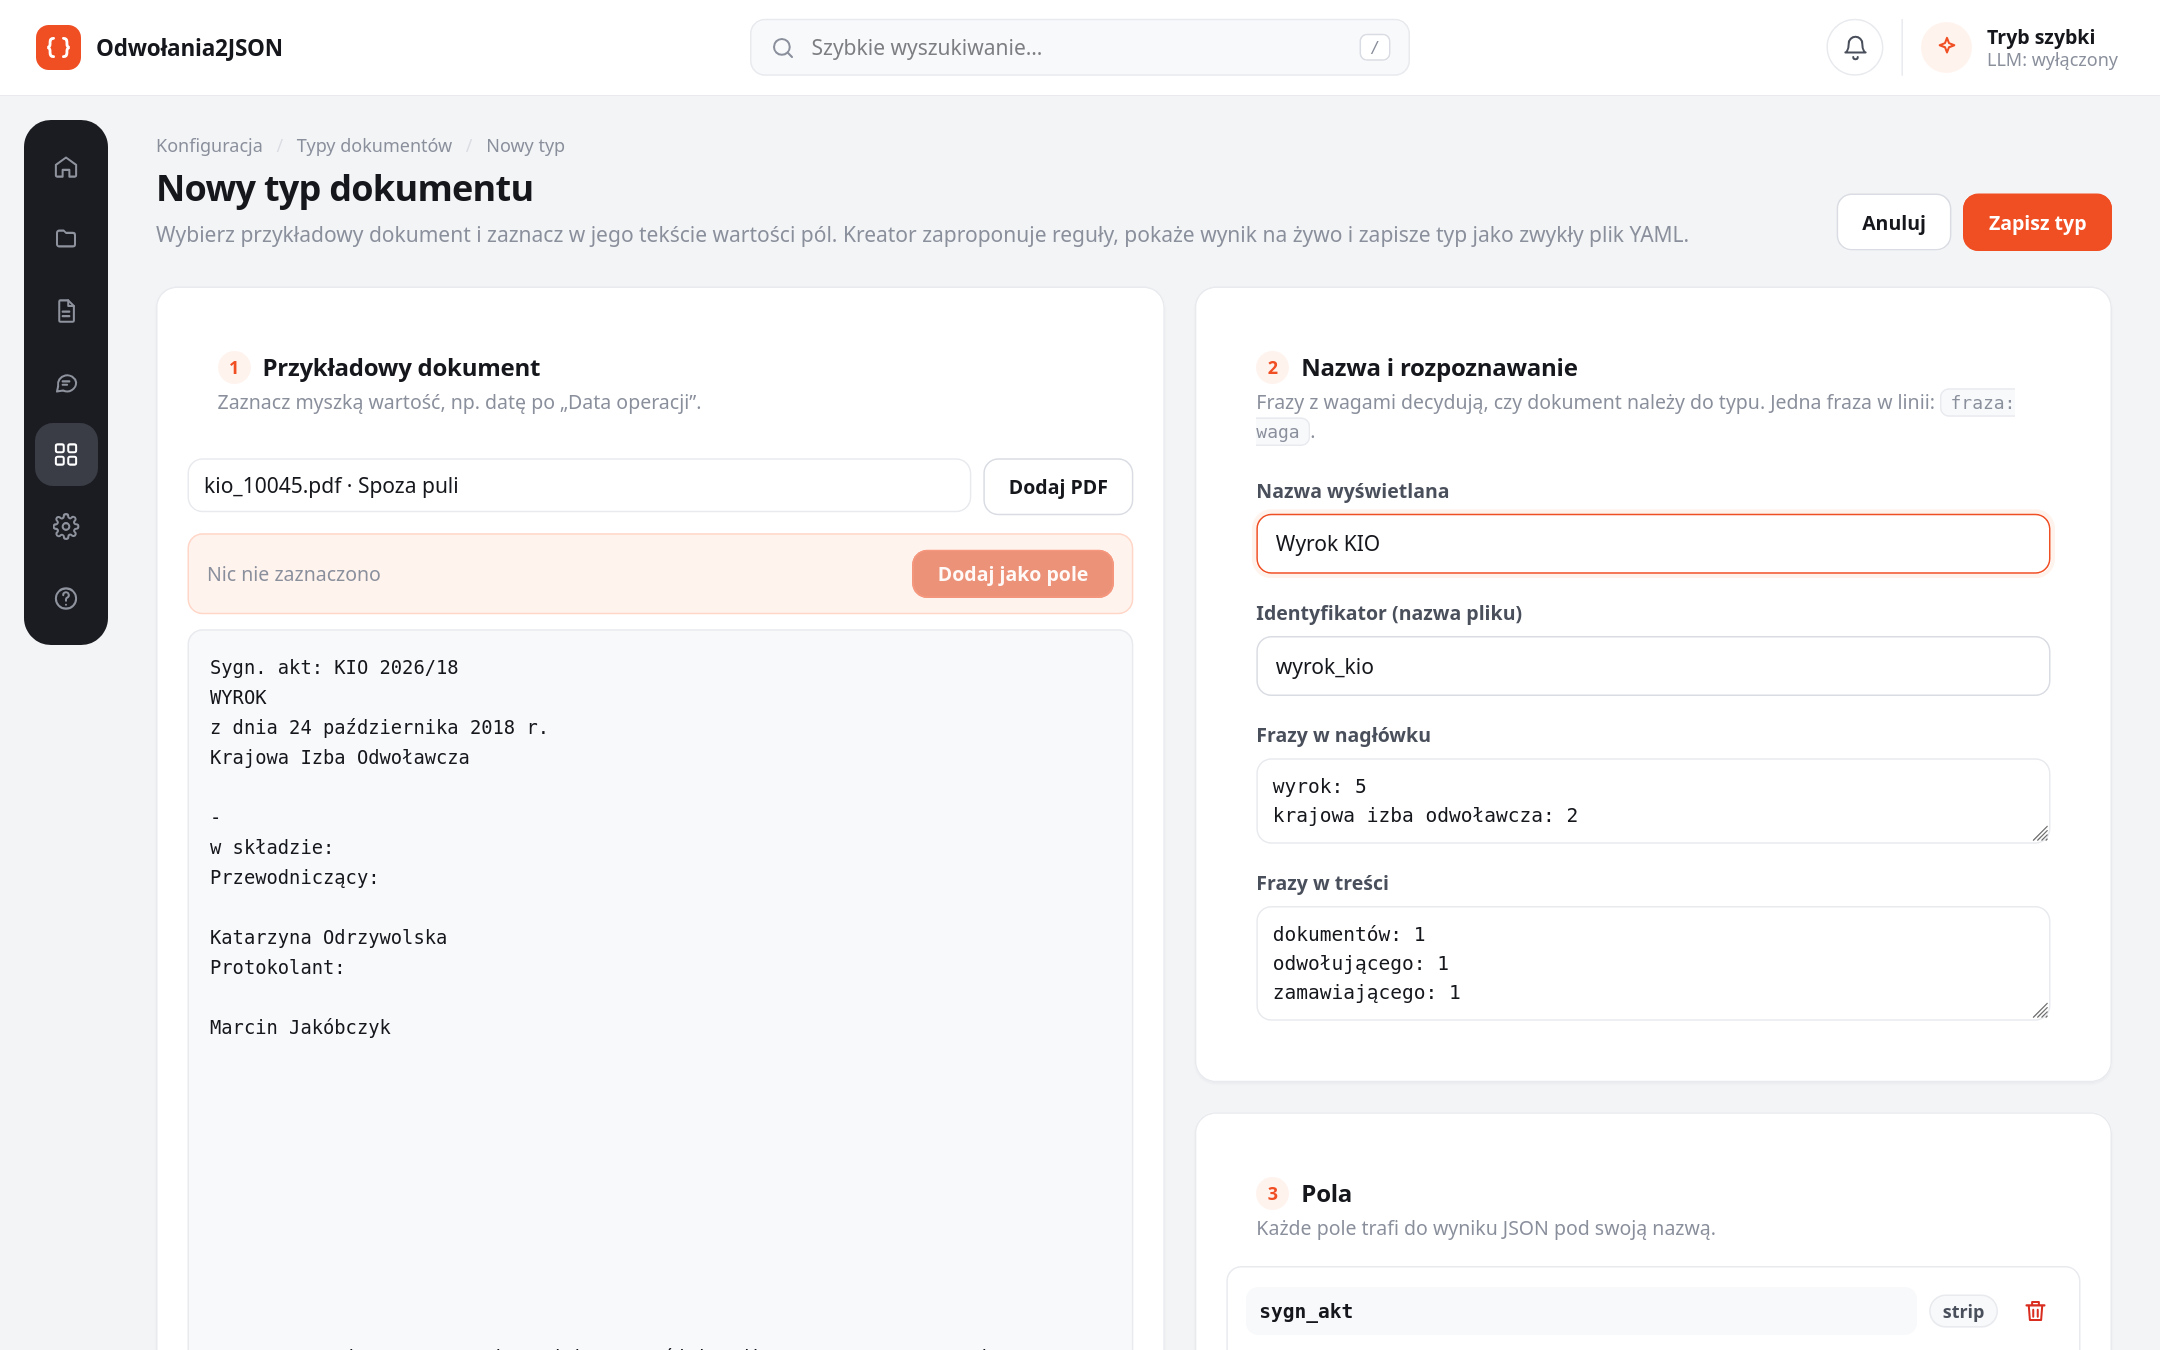 Odwołania2JSON
Szybkie wyszukiwanie...
/
Tryb szybki
LLM: wyłączony
Konfiguracja / Typy dokumentów / Nowy typ
Nowy typ dokumentu
Wybierz przykładowy dokument i zaznacz w jego tekście wartości pól. Kreator zaproponuje reguły, pokaże wynik na żywo i zapisze typ jako zwykły plik YAML.
Anuluj
Zapisz typ
1 Przykładowy dokument
Zaznacz myszką wartość, np. datę po „Data operacji”.
kio_10045.pdf · Spoza puli
Dodaj PDF
Nic nie zaznaczono
Dodaj jako pole
Sygn. akt: KIO 2026/18
WYROK
z dnia 24 października 2018 r.
Krajowa Izba Odwoławcza
-
w składzie:
Przewodniczący:
Katarzyna Odrzywolska
Protokolant:
Marcin Jakóbczyk
2 Nazwa i rozpoznawanie
Frazy z wagami decydują, czy dokument należy do typu. Jedna fraza w linii: fraza:
waga .
Nazwa wyświetlana
Wyrok KIO
Identyfikator (nazwa pliku)
wyrok_kio
Frazy w nagłówku
wyrok: 5
krajowa izba odwoławcza: 2
Frazy w treści
dokumentów: 1
odwołującego: 1
zamawiającego: 1
3 Pola
Każde pole trafi do wyniku JSON pod swoją nazwą.
sygn_akt
strip